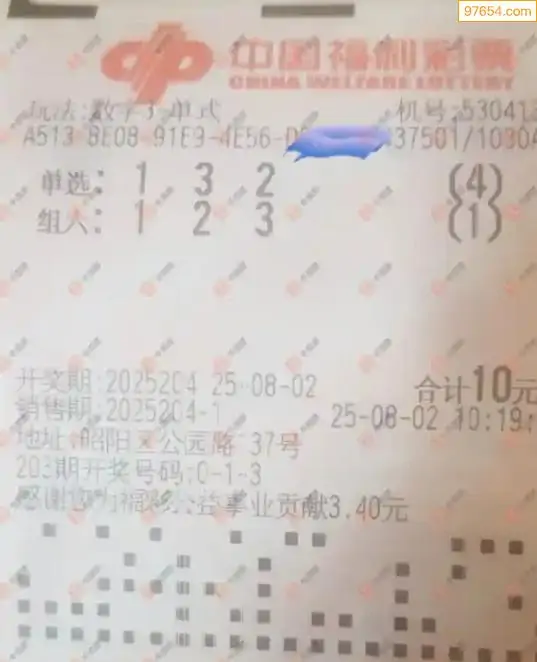 97654.com
中国福利彩票
CHINA WELFARE LOTTERY
玩法:数字3 单式 机号:53041
A513 8E08 91E9-4E56- 37501/10304
单选: 1 3 2 (4)
组六: 1 2 3 (1)
开奖期:2025204 25-08-02 合计10元
销售期:2025204-1 25-08-02 10:19:
地址:昭阳区公园路 37号
203期开奖号码:0-1-3
感谢您为福彩公益事业贡献3.40元